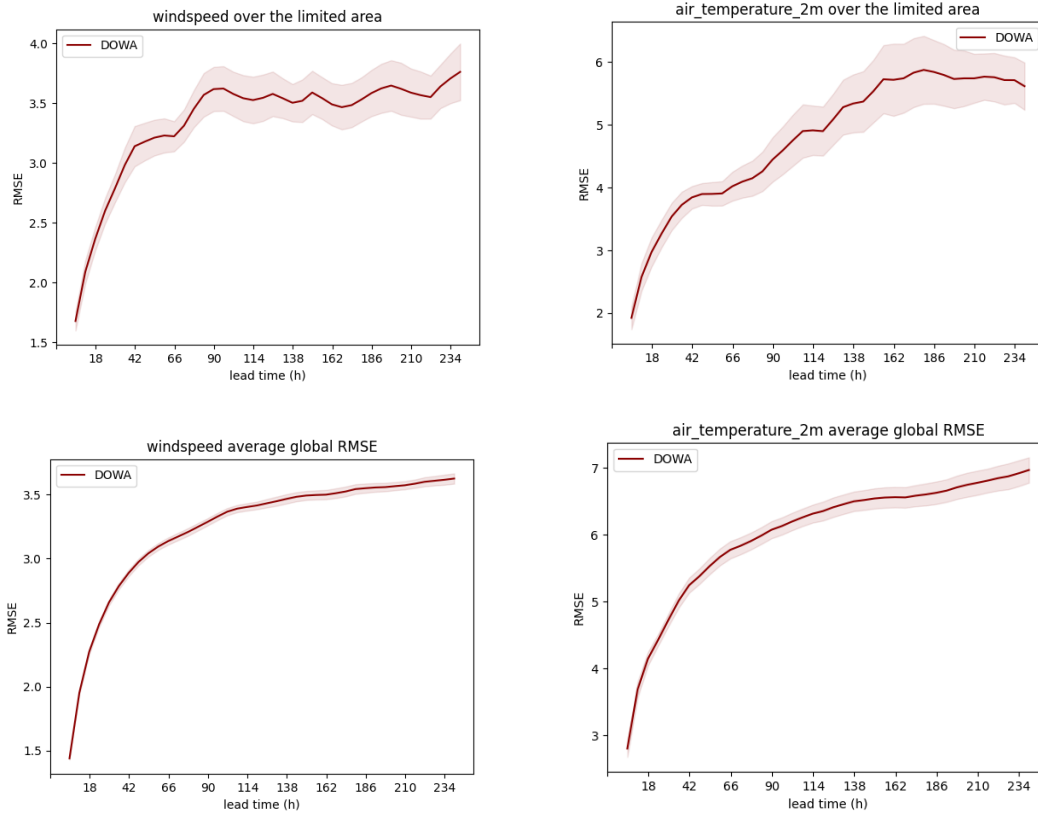 windspeed over the limited area
DOWA
4.0
3.5
3.0
2.5
2.0
1.5
RMSE
18 42 66 90 114 138 162 186 210 234
lead time (h)
air_temperature_2m over the limited area
DOWA
6
5
4
3
2
RMSE
18 42 66 90 114 138 162 186 210 234
lead time (h)
windspeed average global RMSE
DOWA
3.5
3.0
2.5
2.0
1.5
RMSE
18 42 66 90 114 138 162 186 210 234
lead time (h)
air_temperature_2m average global RMSE
DOWA
7
6
5
4
3
RMSE
18 42 66 90 114 138 162 186 210 234
lead time (h)